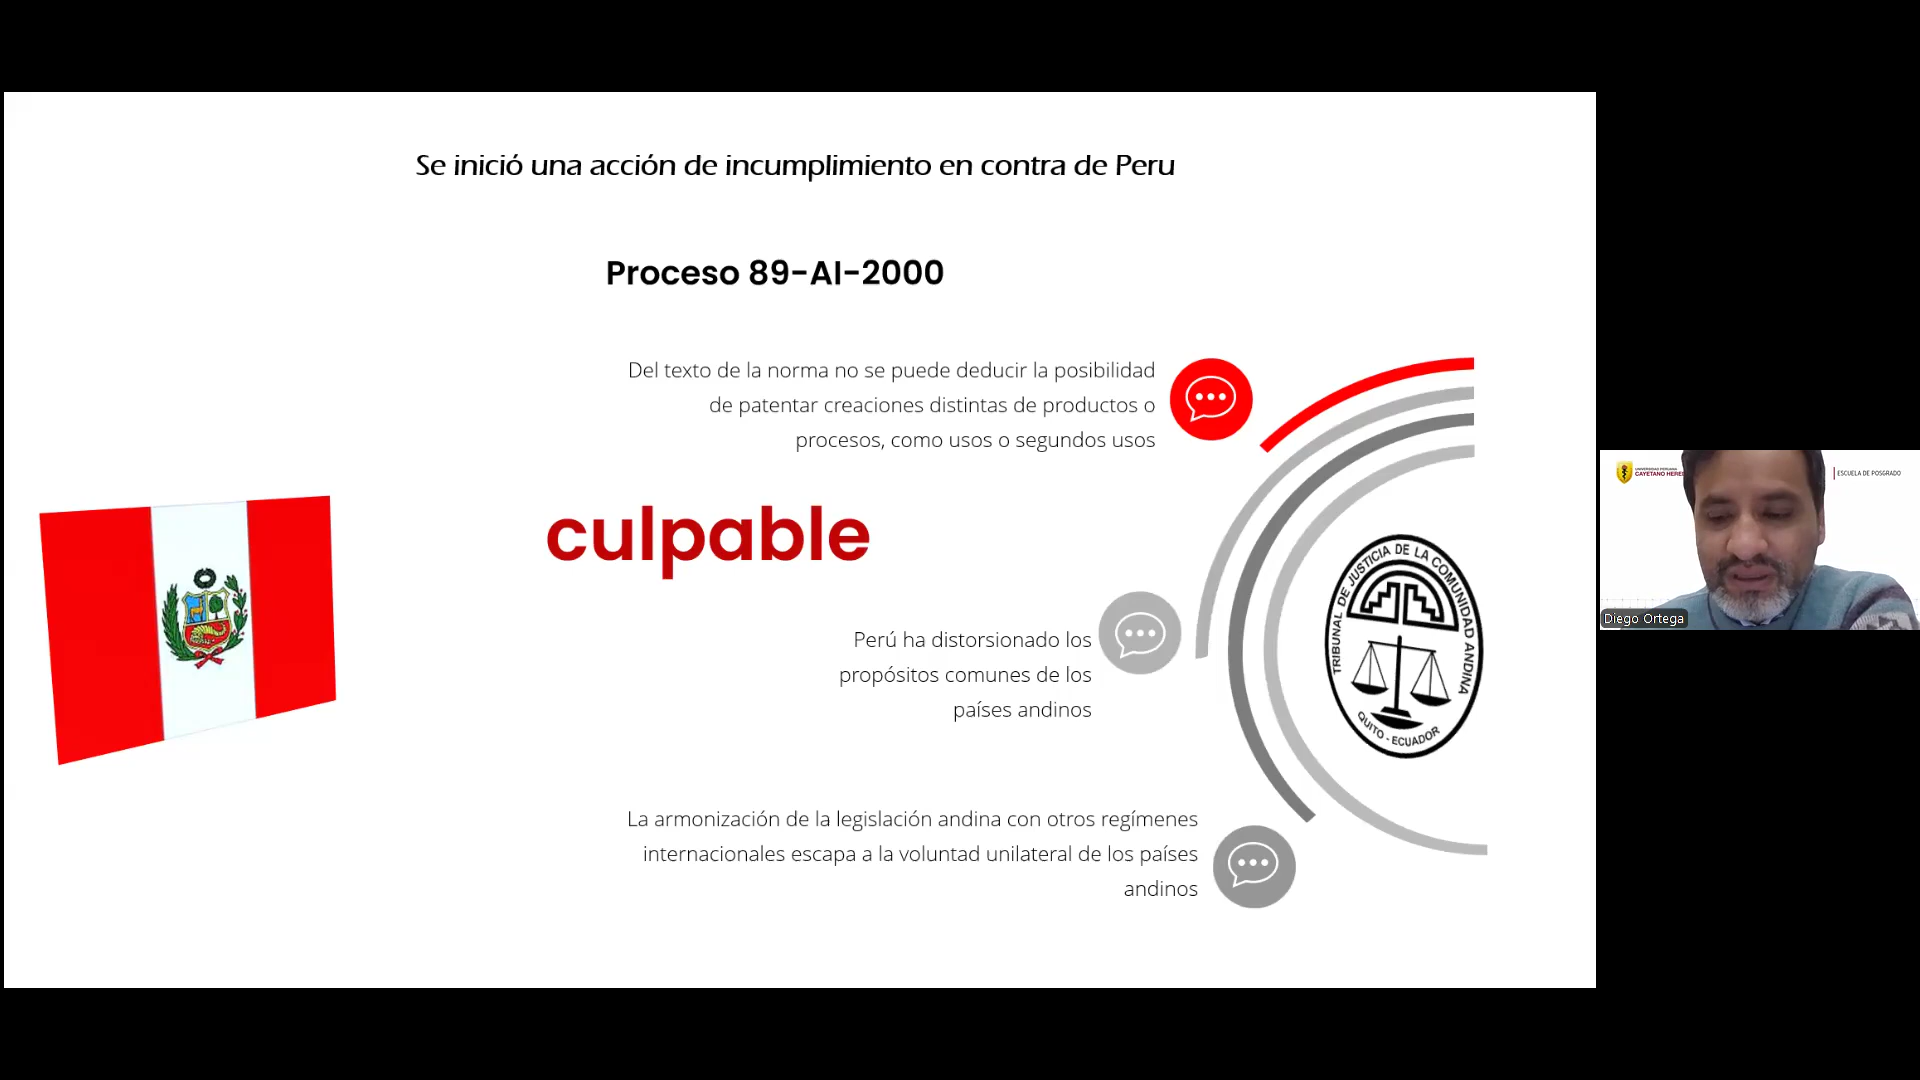 Se inició una acción de incumplimiento en contra de Peru
Proceso 89-AI-2000
Del texto de la norma no se puede deducir la posibilidad
de patentar creaciones distintas de productos o
procesos, como usos o segundos usos
culpable
Perú ha distorsionado los
propósitos comunes de los
países andinos
La armonización de la legislación andina con otros regímenes
internacionales escapa a la voluntad unilateral de los países
andinos
TRIBUNAL DE JUSTICIA DE LA COMUNIDAD ANDINA
QUITO - ECUADOR
UNIVERSIDAD PERUANA
CAYETANO
ESCUELA DE POSGRADO
Diego Ortega